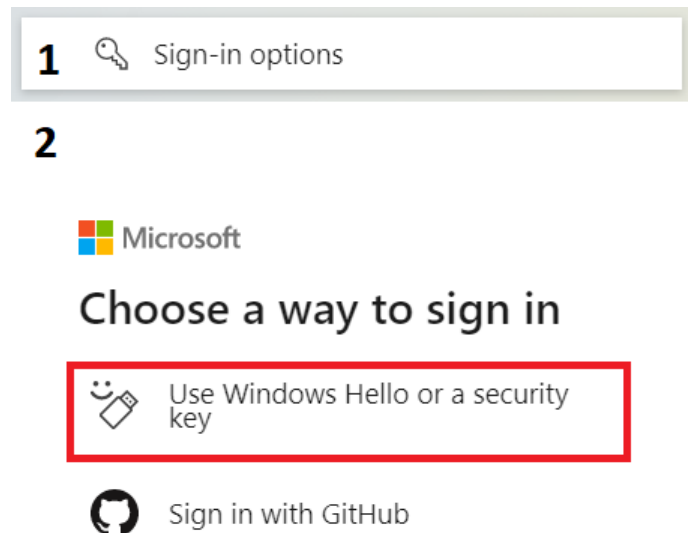 1 Sign-in options
2
Microsoft
Choose a way to sign in
Use Windows Hello or a security
key
Sign in with GitHub